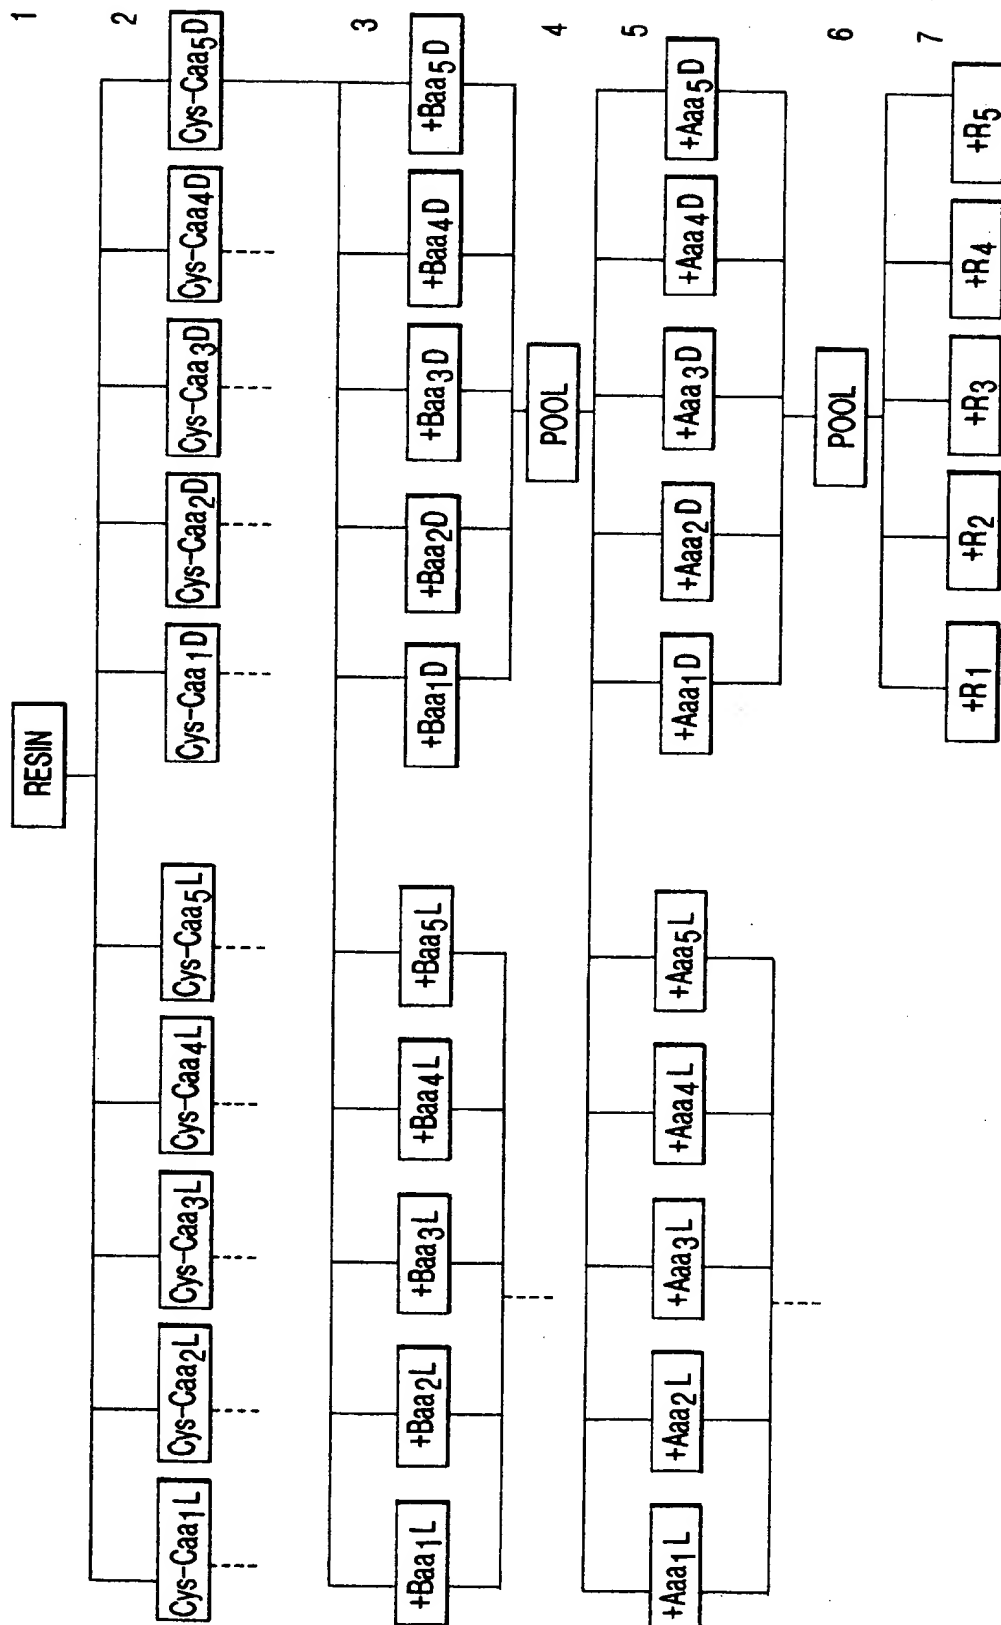 1
RESIN
2
Cys-Caa1L
Cys-Caa2L
Cys-Caa3L
Cys-Caa4L
Cys-Caa5L
Cys-Caa1D
Cys-Caa2D
Cys-Caa3D
Cys-Caa4D
Cys-Caa5D
3
+Baa1L
+Baa2L
+Baa3L
+Baa4L
+Baa5L
+Baa1D
+Baa2D
+Baa3D
+Baa4D
+Baa5D
4
POOL
5
+Aaa1L
+Aaa2L
+Aaa3L
+Aaa4L
+Aaa5L
+Aaa1D
+Aaa2D
+Aaa3D
+Aaa4D
+Aaa5D
6
POOL
7
+R1
+R2
+R3
+R4
+R5